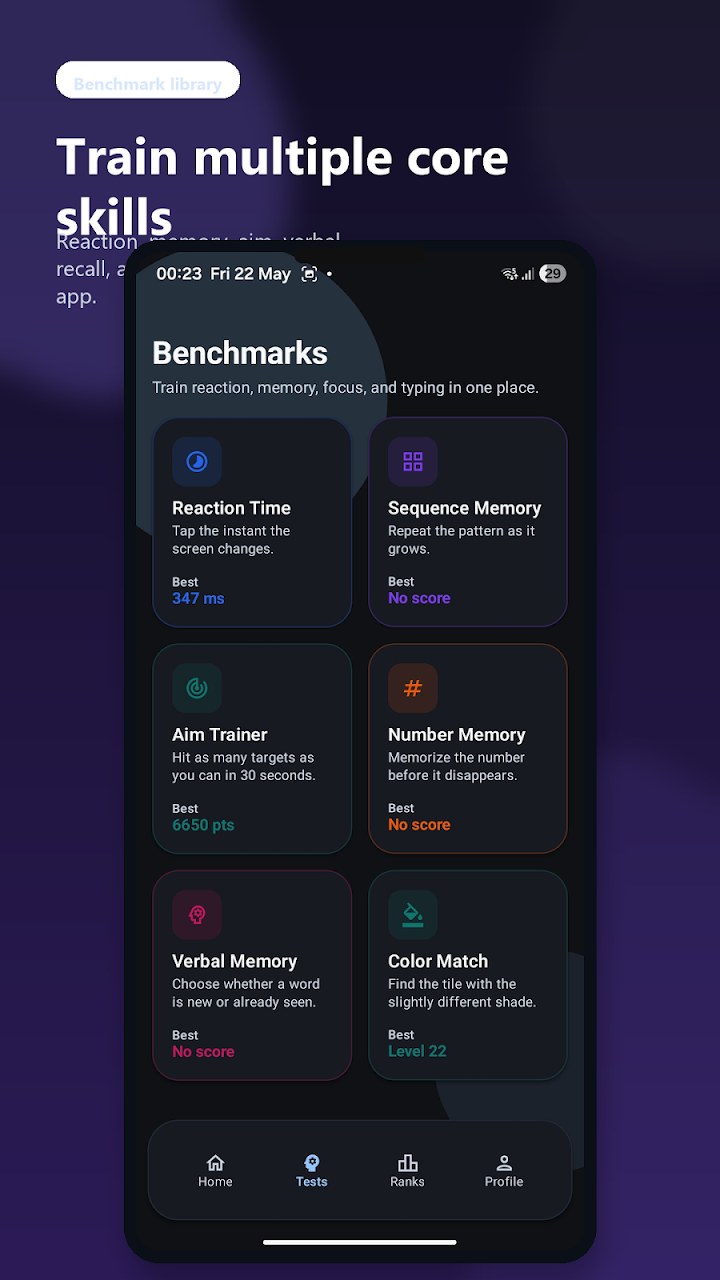 Benchmark library
Train multiple core
skills
Reaction, memory, aim, verbal
recall,
app.
00:23 Fri 22 May
29
Benchmarks
Train reaction, memory, focus, and typing in one place.
Reaction Time
Tap the instant the
screen changes.
Best
347 ms
Sequence Memory
Repeat the pattern as it
grows.
Best
No score
Aim Trainer
Hit as many targets as
you can in 30 seconds.
Best
6650 pts
Number Memory
Memorize the number
before it disappears.
Best
No score
Verbal Memory
Choose whether a word
is new or already seen.
Best
No score
Color Match
Find the tile with the
slightly different shade.
Best
Level 22
Home
Tests
Ranks
Profile